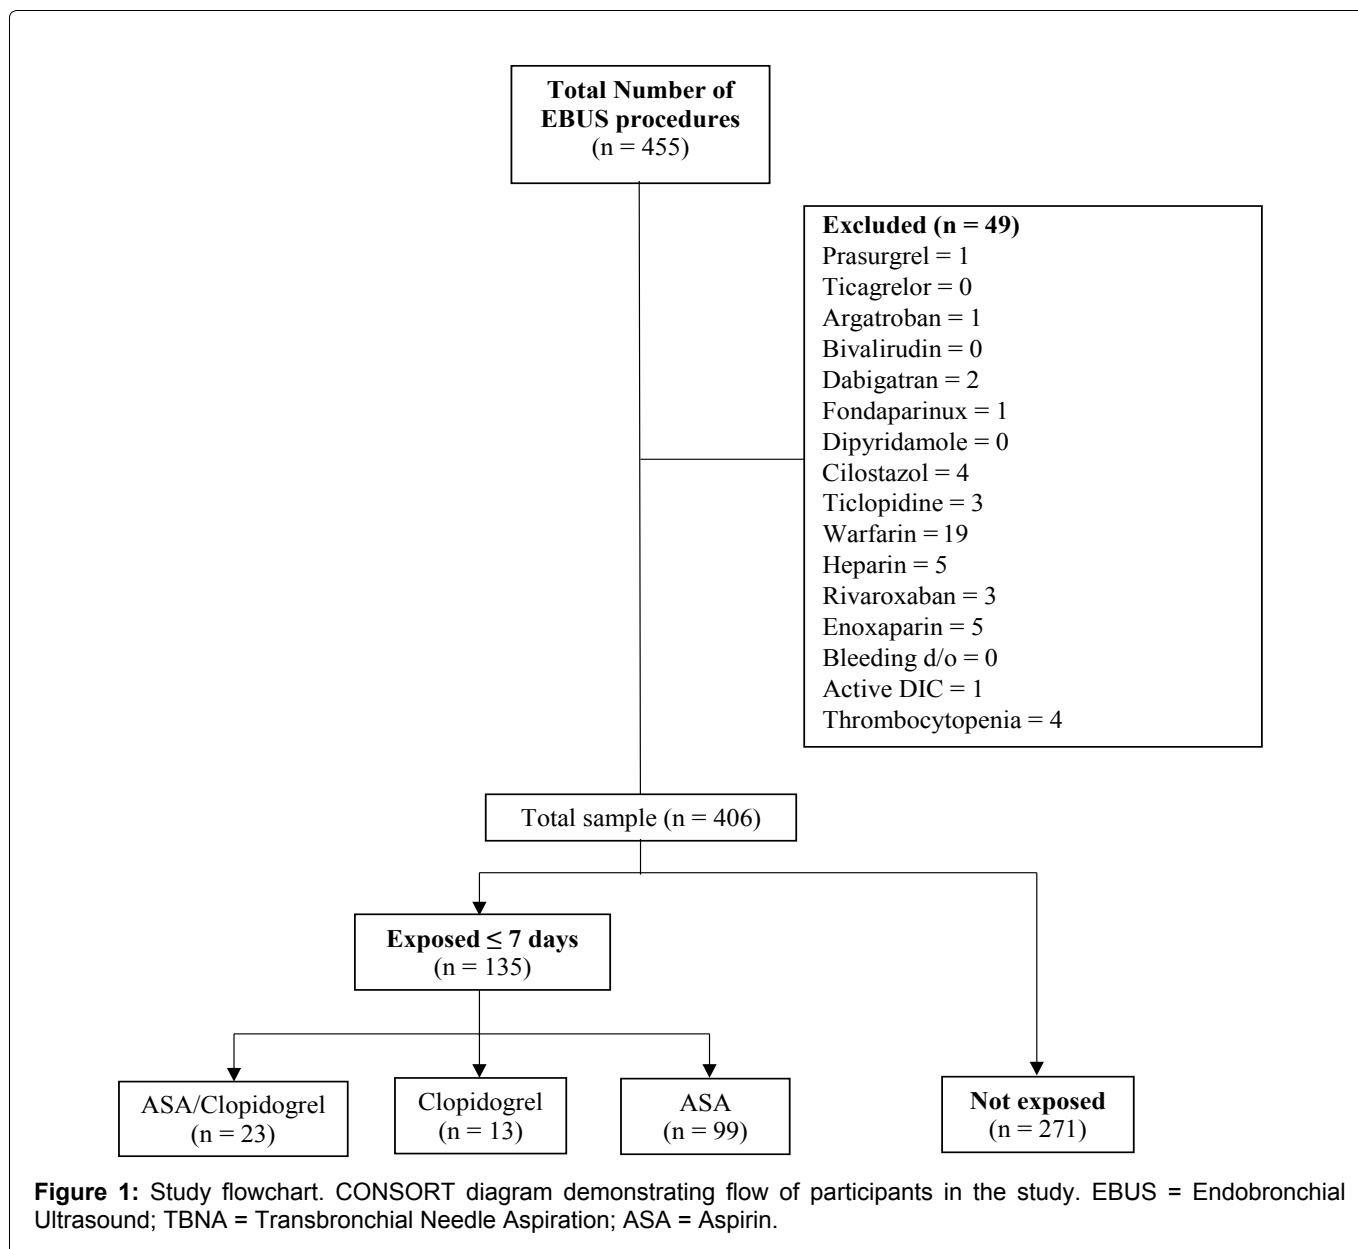 Total Number of
EBUS procedures
(n = 455)
Excluded (n = 49)
Prasurgrel = 1
Ticagrelor = 0
Argatroban = 1
Bivalirudin = 0
Dabigatran = 2
Fondaparinux = 1
Dipyridamole = 0
Cilostazol = 4
Ticlopidine = 3
Warfarin = 19
Heparin = 5
Rivaroxaban = 3
Enoxaparin = 5
Bleeding d/o = 0
Active DIC = 1
Thrombocytopenia = 4
Total sample (n = 406)
Exposed ≤ 7 days
(n = 135)
ASA/Clopidogrel
(n = 23)
Clopidogrel
(n = 13)
ASA
(n = 99)
Not exposed
(n = 271)
Figure 1: Study flowchart. CONSORT diagram demonstrating flow of participants in the study. EBUS = Endobronchial
Ultrasound; TBNA = Transbronchial Needle Aspiration; ASA = Aspirin.